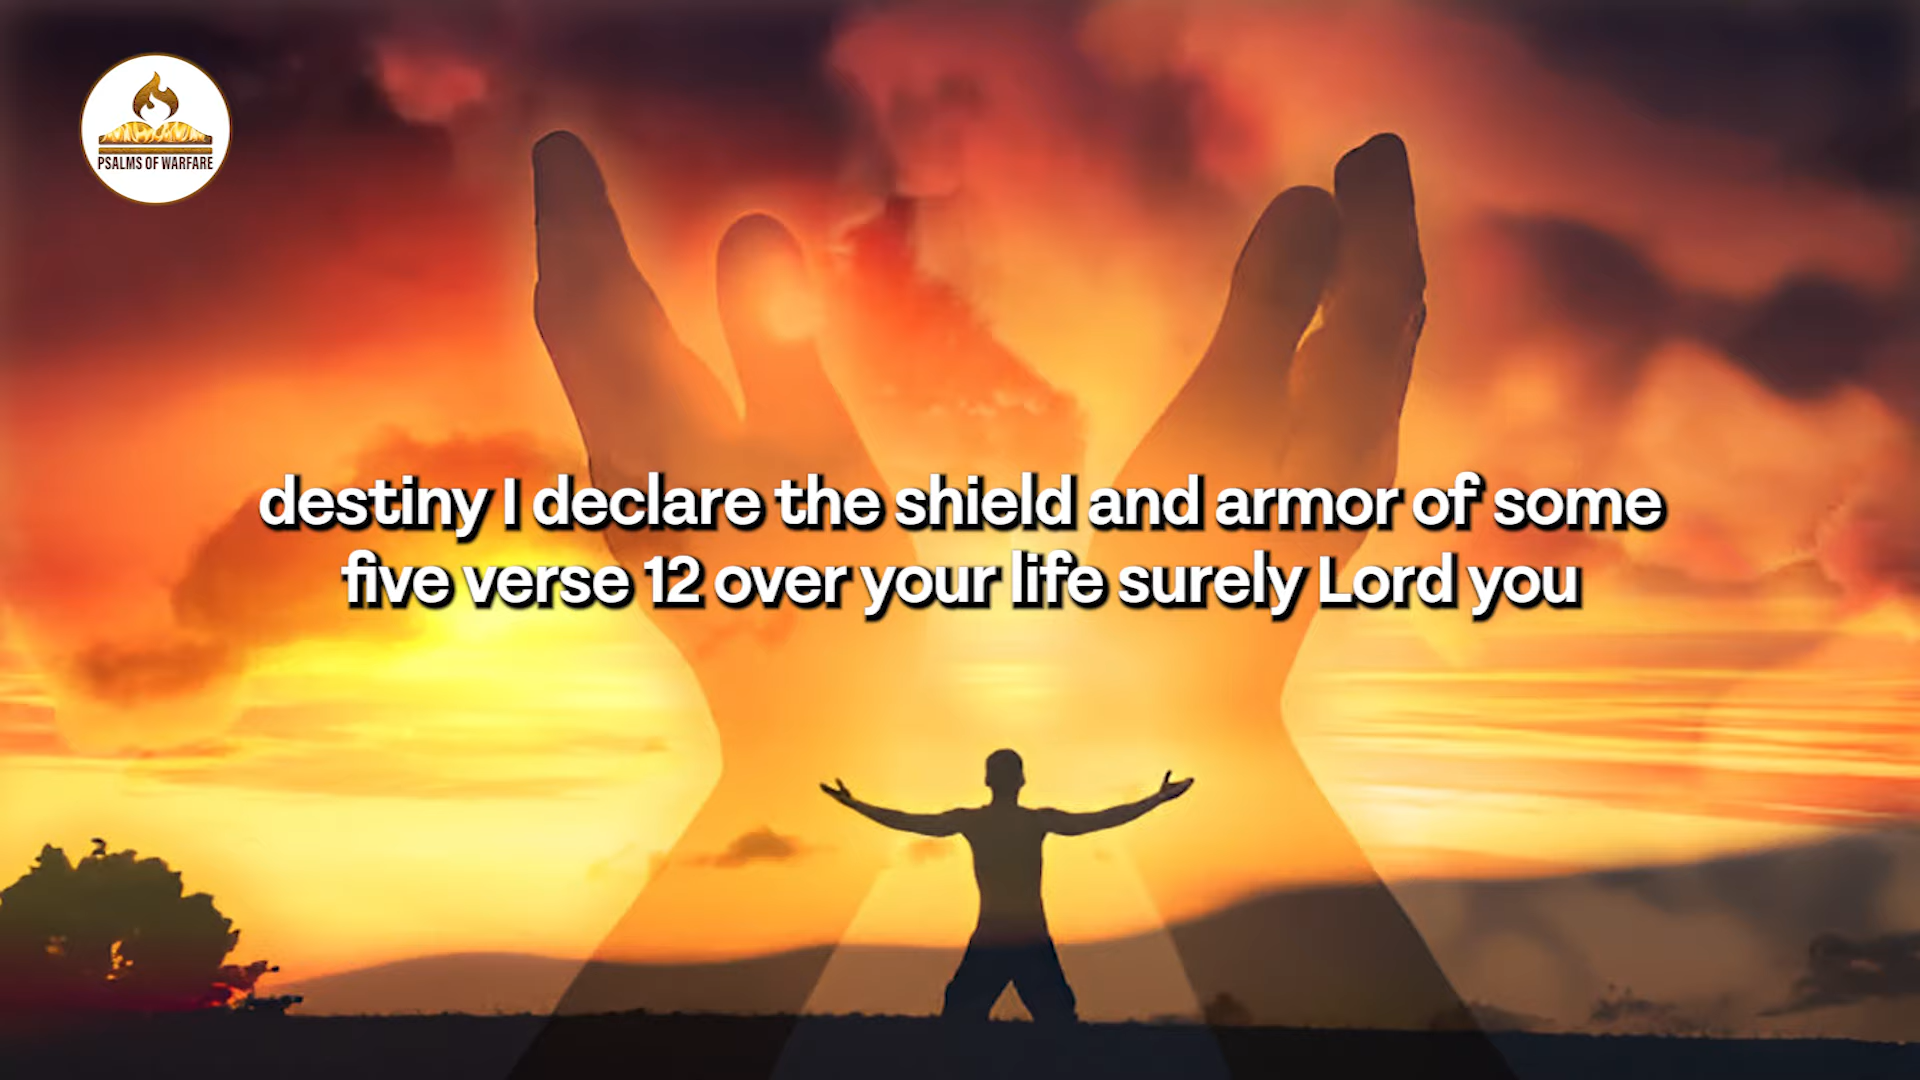 PSALMS OF WARFARE
destiny I declare the shield and armor of some
five verse 12 over your life surely Lord you